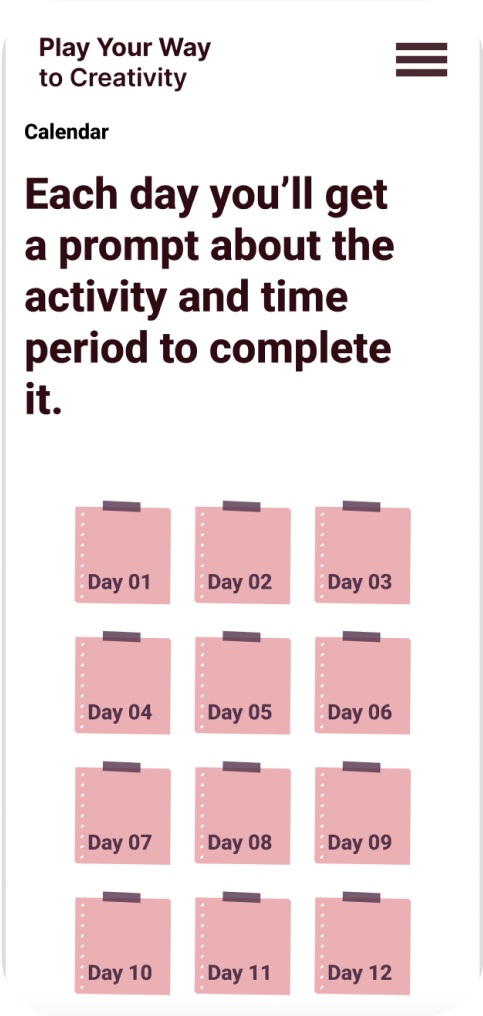 Play Your Way
to Creativity
Calendar
Each day you’ll get
a prompt about the
activity and time
period to complete
it.
Day 01
Day 02
Day 03
Day 04
Day 05
Day 06
Day 07
Day 08
Day 09
Day 10
Day 11
Day 12